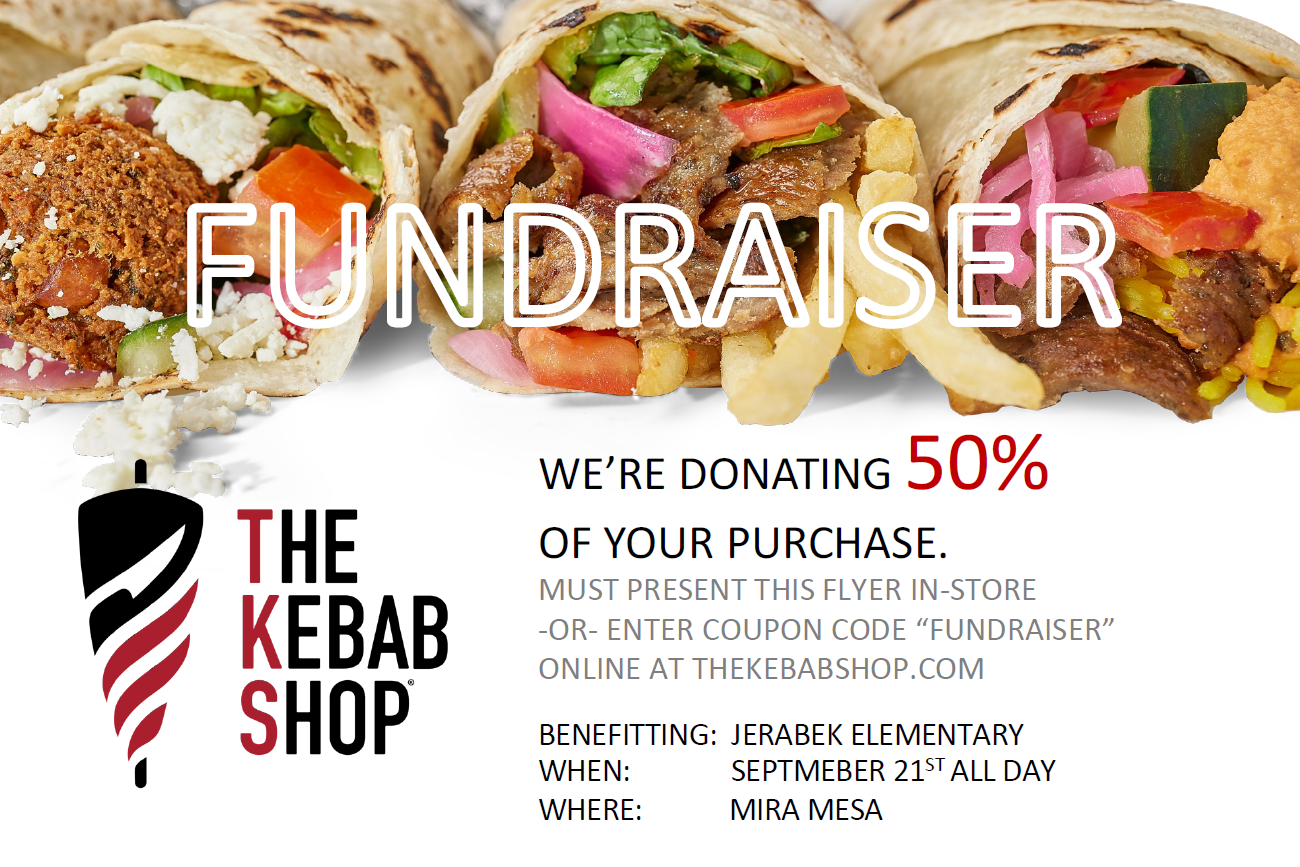 FUNDRAISER
THE
KEBAB
SHOP®
WE’RE DONATING 50%
OF YOUR PURCHASE.
MUST PRESENT THIS FLYER IN-STORE
-OR- ENTER COUPON CODE “FUNDRAISER”
ONLINE AT THEKEBABSHOP.COM
BENEFITTING: JERABEK ELEMENTARY
WHEN: SEPTMEBER 21ST ALL DAY
WHERE: MIRA MESA